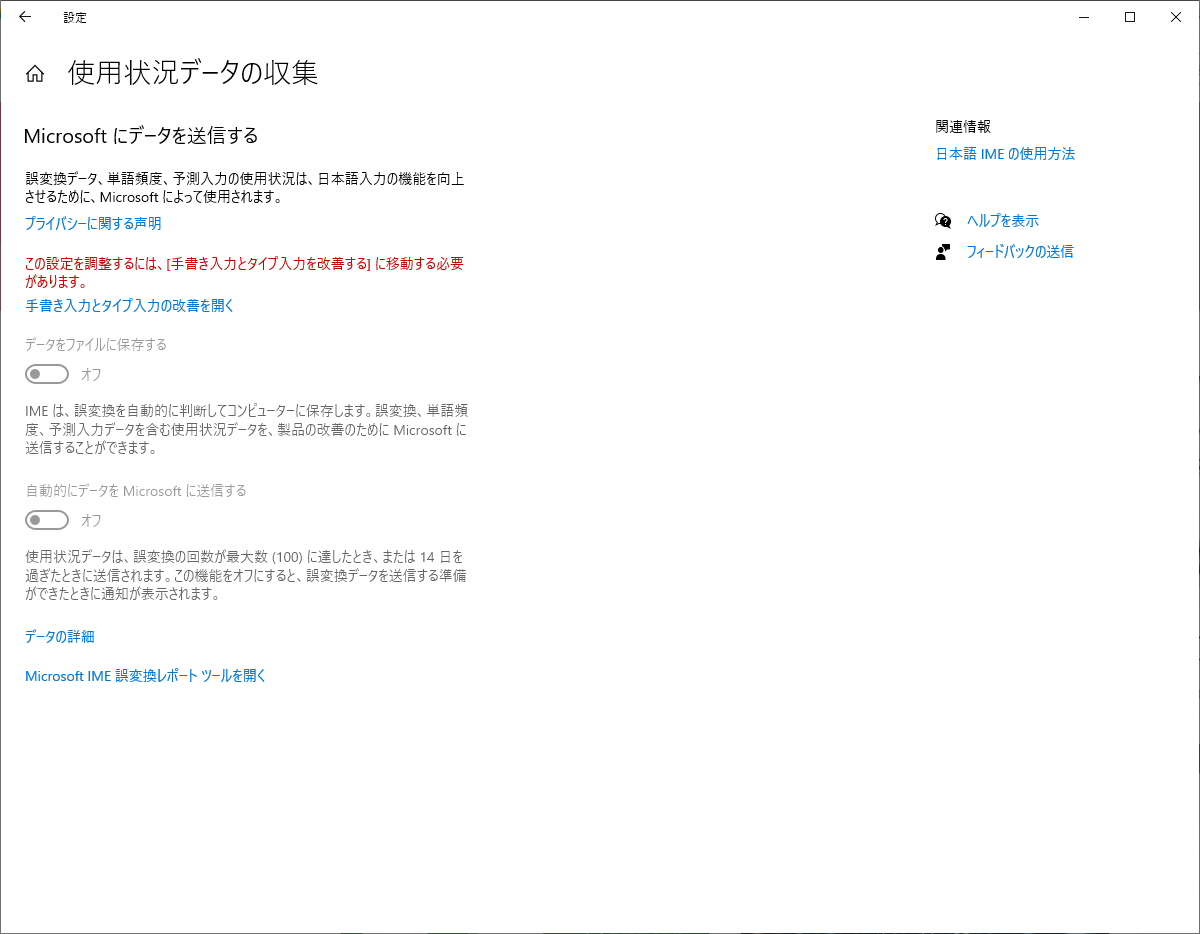 設定
使用状況データの収集
Microsoft にデータを送信する
誤変換データ、単語頻度、予測入力の使用状況は、日本語入力の機能を向上
させるために、Microsoft によって使用されます。
プライバシーに関する声明
この設定を調整するには、[手書き入力とタイプ入力を改善する] に移動する必要
があります。
手書き入力とタイプ入力の改善を開く
データをファイルに保存する
オフ
IME は、誤変換を自動的に判断してコンピューターに保存します。誤変換、単語頻
度、予測入力データを含む使用状況データを、製品の改善のために Microsoft に
送信することができます。
自動的にデータを Microsoft に送信する
オフ
使用状況データは、誤変換の回数が最大数 (100) に達したとき、または 14 日を
過ぎたときに送信されます。この機能をオフにすると、誤変換データを送信する準備
ができたときに通知が表示されます。
データの詳細
Microsoft IME 誤変換レポート ツールを開く
関連情報
日本語 IME の使用方法
ヘルプを表示
フィードバックの送信